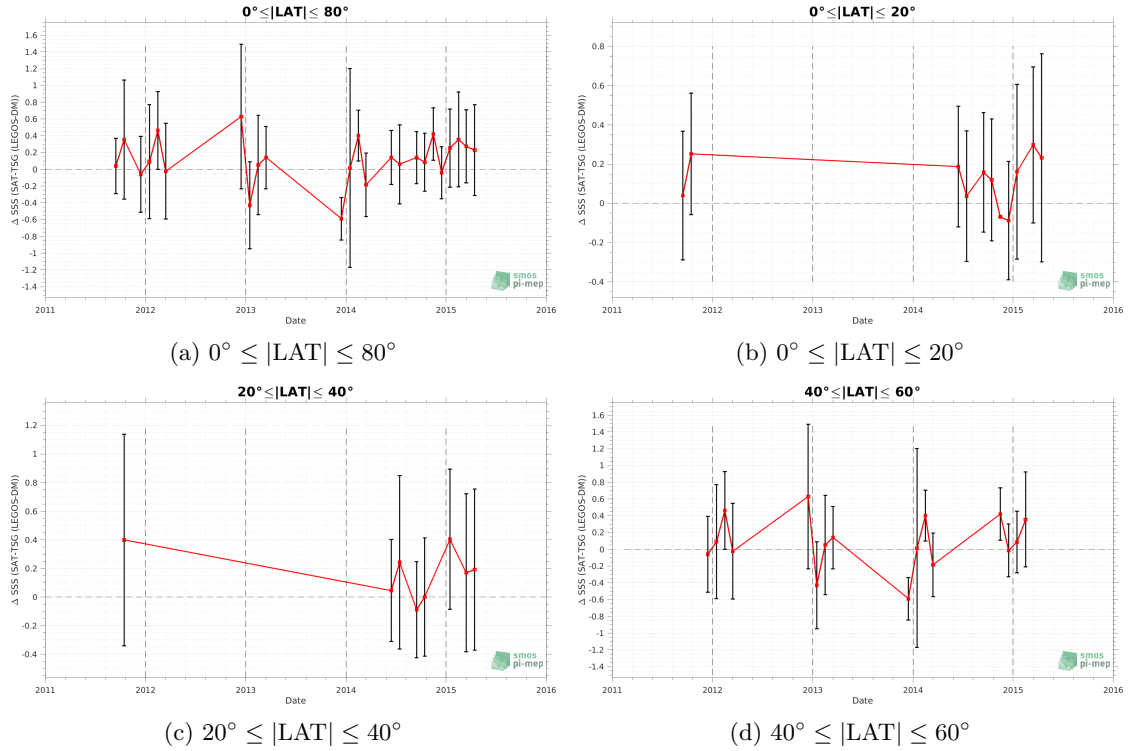 0°≤|LAT|≤ 80°
Δ SSS (SAT-TSG (LEGOS-DM))
1.6
1.4
1.2
1
0.8
0.6
0.4
0.2
0
-0.2
-0.4
-0.6
-0.8
-1
-1.2
-1.4
2011 2012 2013 2014 2015 2016
Date
smos
pi-mep
(a) 0° ≤ |LAT| ≤ 80°
0°≤|LAT|≤ 20°
Δ SSS (SAT-TSG (LEGOS-DM))
0.8
0.6
0.4
0.2
0
-0.2
-0.4
2011 2012 2013 2014 2015 2016
Date
smos
pi-mep
(b) 0° ≤ |LAT| ≤ 20°
20°≤|LAT|≤ 40°
Δ SSS (SAT-TSG (LEGOS-DM))
1.2
1
0.8
0.6
0.4
0.2
0
-0.2
-0.4
2011 2012 2013 2014 2015 2016
Date
smos
pi-mep
(c) 20° ≤ |LAT| ≤ 40°
40°≤|LAT|≤ 60°
Δ SSS (SAT-TSG (LEGOS-DM))
1.6
1.4
1.2
1
0.8
0.6
0.4
0.2
0
-0.2
-0.4
-0.6
-0.8
-1
-1.2
-1.4
2011 2012 2013 2014 2015 2016
Date
smos
pi-mep
(d) 40° ≤ |LAT| ≤ 60°